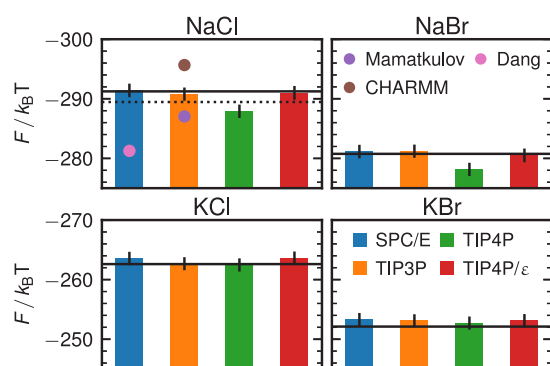 NaCl
NaBr
−300
−290
−280
F / kBT
Mamatkulov
Dang
CHARMM
KCl
KBr
−270
−260
−250
F / kBT
SPC/E
TIP4P
TIP3P
TIP4P/ε